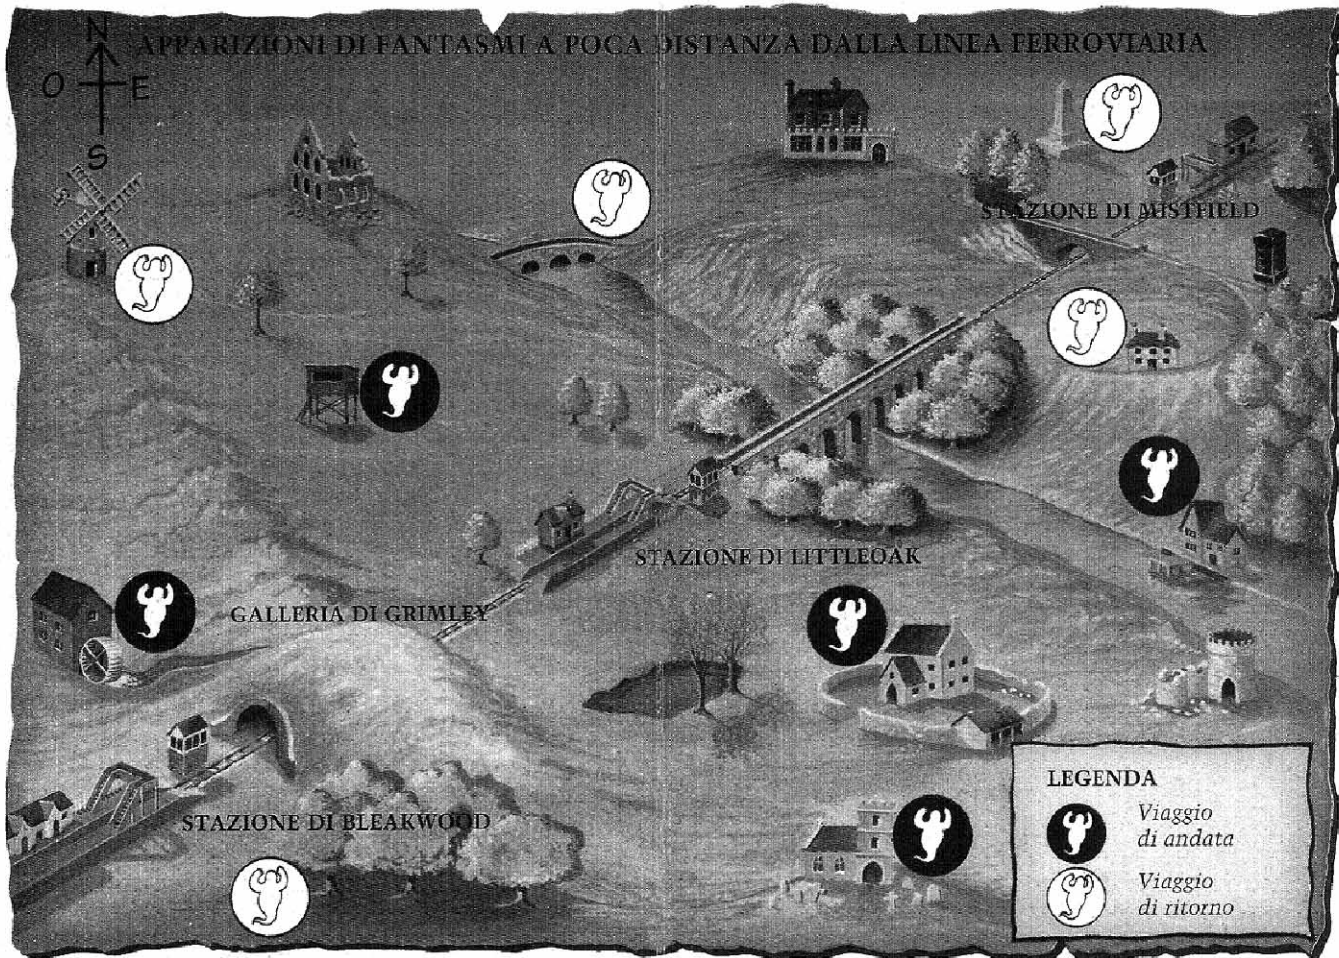 N
APPARIZIONI DI FANTASMI A POCA DISTANZA DALLA LINEA FERROVIARIA
O E
S
STAZIONE DI MISTFIELD
STAZIONE DI LITTLEOAK
GALLERIA DI GRIMLEY
STAZIONE DI BLEAKWOOD
LEGENDA
Viaggio
di andata
Viaggio
di ritorno